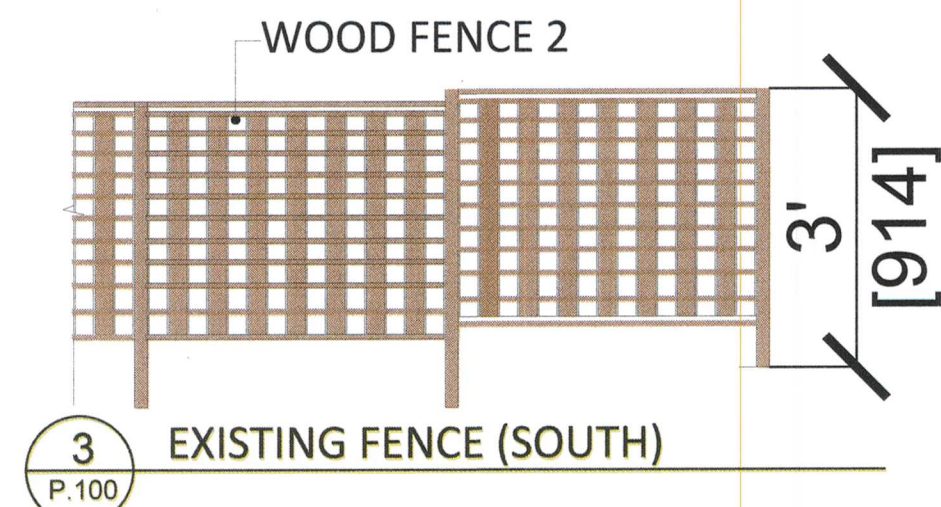 WOOD FENCE 2
3'
[914]
3
P.100
EXISTING FENCE (SOUTH)